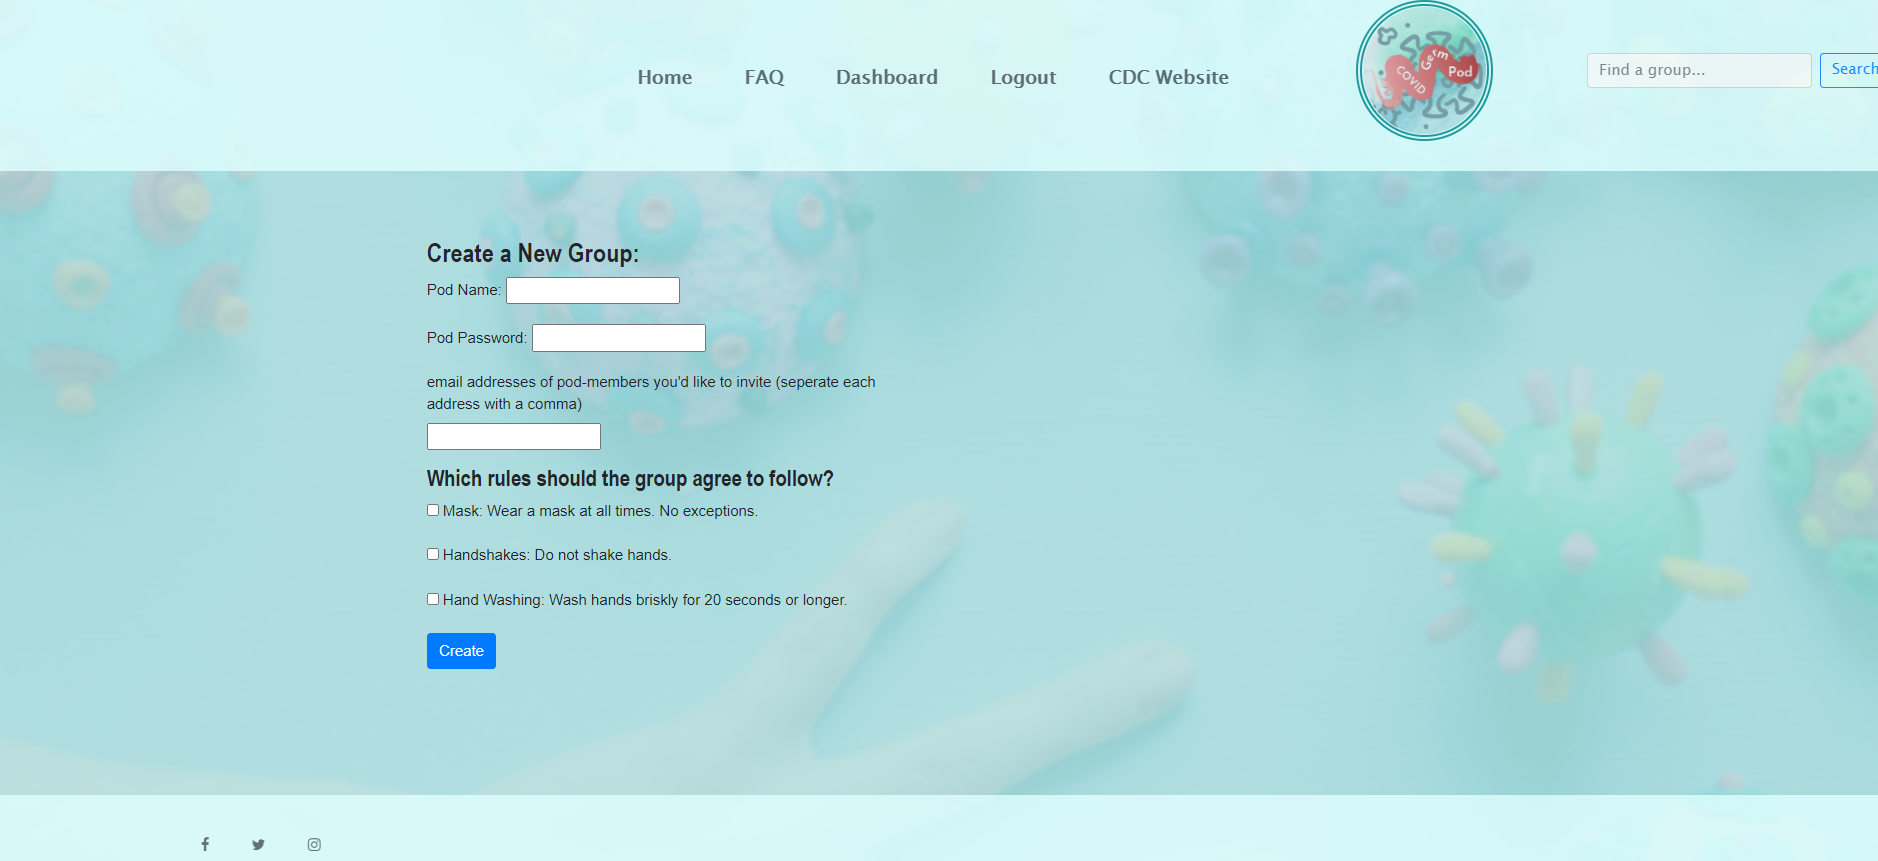 Home FAQ Dashboard Logout CDC Website
COVID Germ Pod
Find a group... Search
Create a New Group:
Pod Name:
Pod Password:
email addresses of pod-members you'd like to invite (seperate each
address with a comma)
Which rules should the group agree to follow?
Mask: Wear a mask at all times. No exceptions.
Handshakes: Do not shake hands.
Hand Washing: Wash hands briskly for 20 seconds or longer.
Create